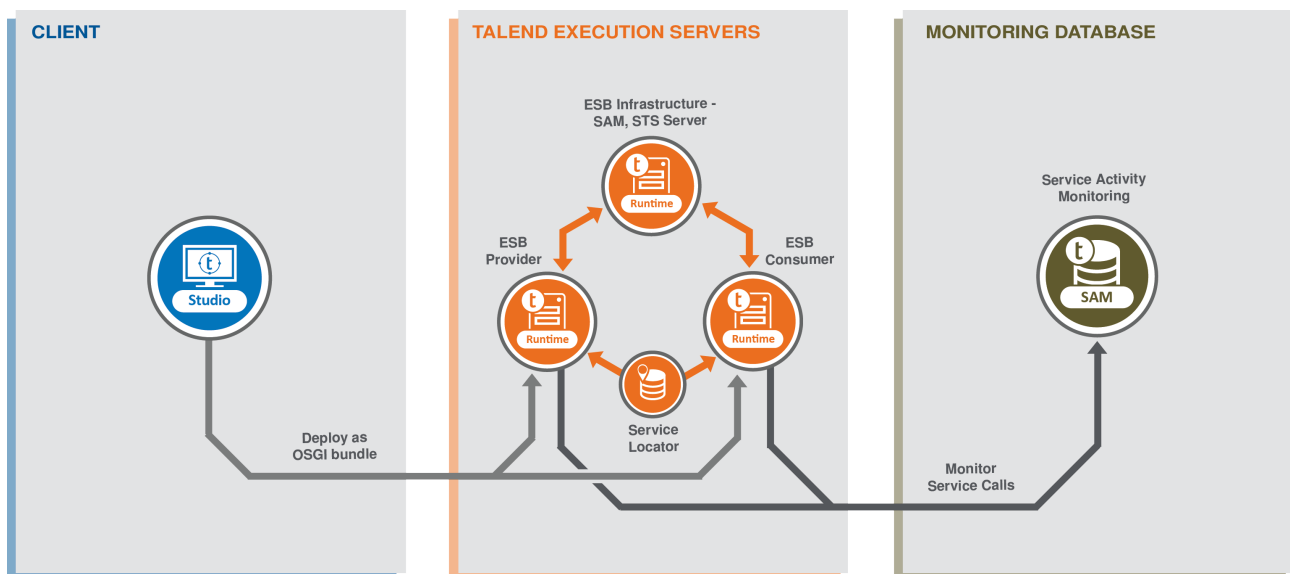 CLIENT
TALEND EXECUTION SERVERS
MONITORING DATABASE
ESB Infrastructure -
SAM, STS Server
t
Runtime
Service Activity
Monitoring
ESB
Provider
ESB
Consumer
t
Studio
t
Runtime
t
Runtime
t
SAM
Service
Locator
Deploy as
OSGI bundle
Monitor
Service Calls